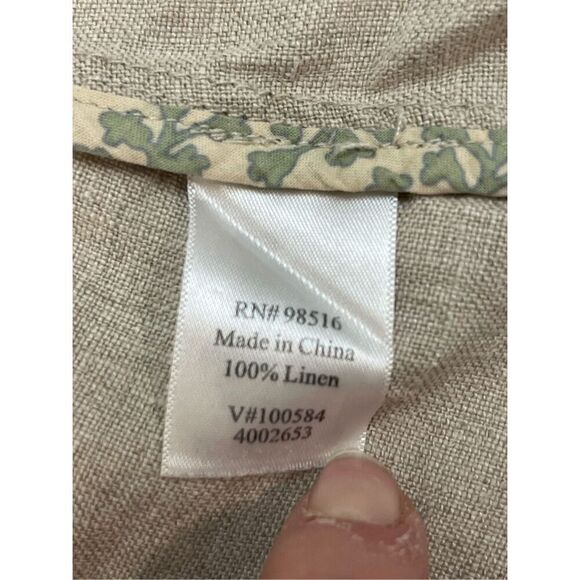 RN# 98516
Made in China
100% Linen
V#100584
4002653